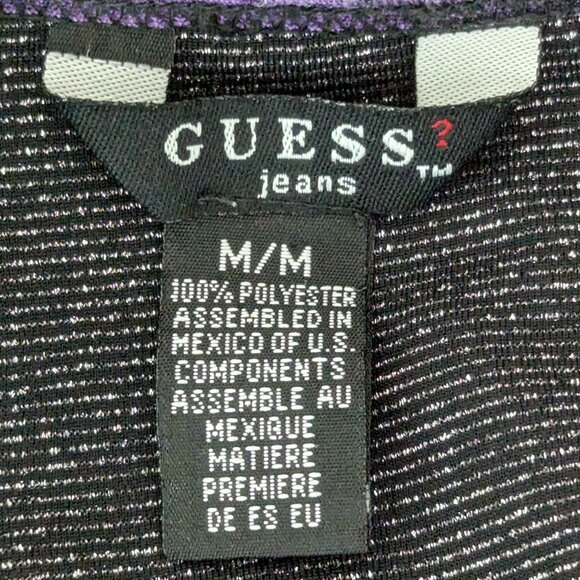 GUESS?™
jeans
M/M
100% POLYESTER
ASSEMBLED IN
MEXICO OF U.S.
COMPONENTS
ASSEMBLE AU
MEXIQUE
MATIERE
PREMIERE
DE ES EU